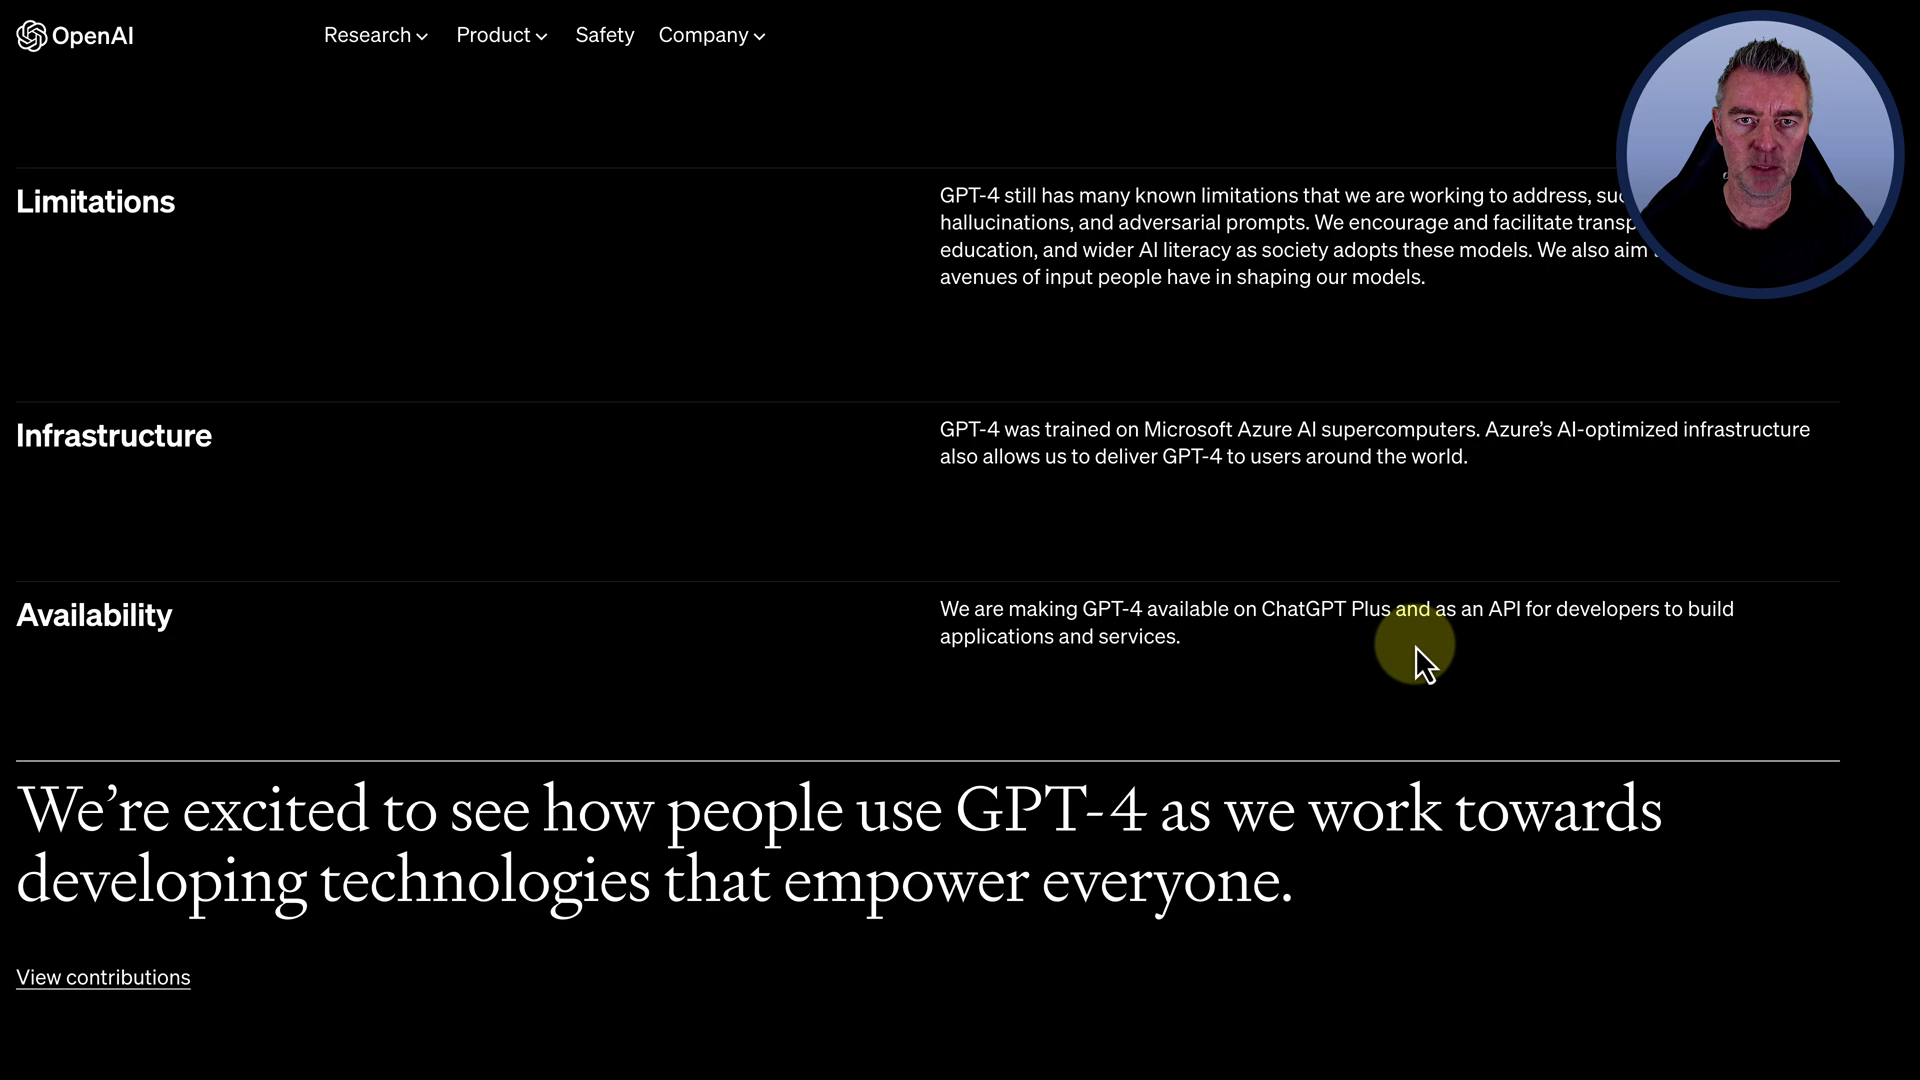 OpenAI
Research Product Safety Company
Limitations
GPT-4 still has many known limitations that we are working to address,
hallucinations, and adversarial prompts. We encourage and facilitate
education, and wider AI literacy as society adopts these models. We also aim
avenues of input people have in shaping our models.
Infrastructure
GPT-4 was trained on Microsoft Azure AI supercomputers. Azure’s AI-optimized infrastructure
also allows us to deliver GPT-4 to users around the world.
Availability
We are making GPT-4 available on ChatGPT Plus and as an API for developers to build
applications and services.
We’re excited to see how people use GPT-4 as we work towards
developing technologies that empower everyone.
View contributions